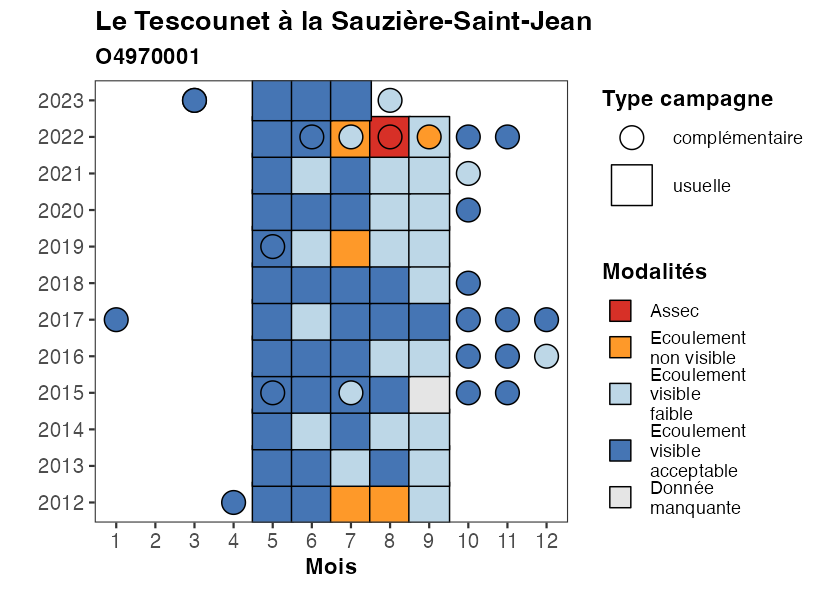 Le Tescounet à la Sauzière-Saint-Jean
O4970001
2023
2022
2021
2020
2019
2018
2017
2016
2015
2014
2013
2012
1 2 3 4 5 6 7 8 9 10 11 12
Mois
Type campagne
complémentaire
usuelle
Modalités
Assec
Ecoulement
non visible
Ecoulement
visible
faible
Ecoulement
visible
acceptable
Donnée
manquante